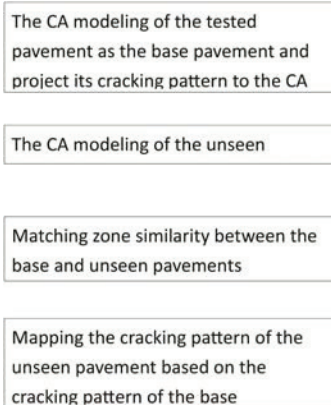 The CA modeling of the tested
pavement as the base pavement and
project its cracking pattern to the CA
The CA modeling of the unseen
Matching zone similarity between the
base and unseen pavements
Mapping the cracking pattern of the
unseen pavement based on the
cracking pattern of the base